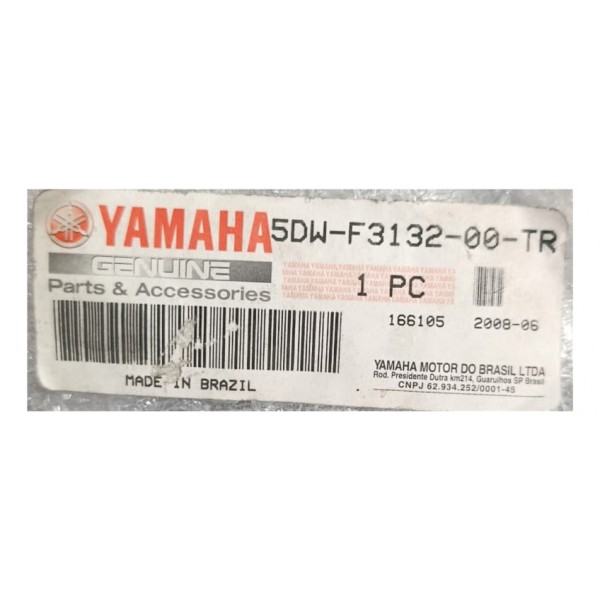 YAMAHA
5DW-F3132-00-TR
GENUINE
Parts & Accessories
1 PC
166105 2008-06
MADE IN BRAZIL
YAMAHA MOTOR DO BRASIL LTDA
Rod. Presidente Dutra km214, Guarulhos SP Brasil
CNPJ 62.934.252/0001-45